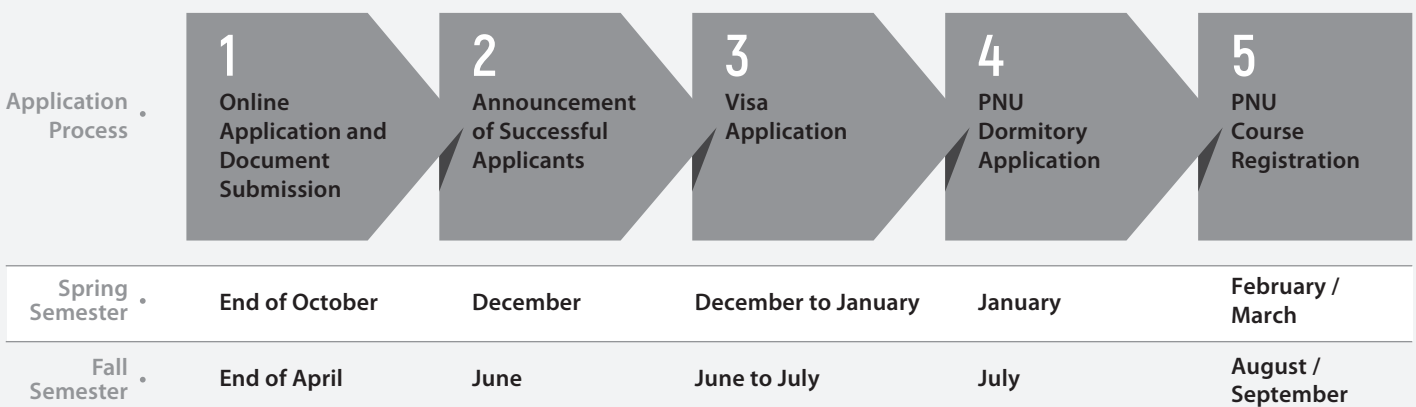 Application
Process •
1
Online
Application and
Document
Submission
2
Announcement
of Successful
Applicants
3
Visa
Application
4
PNU
Dormitory
Application
5
PNU
Course
Registration
Spring
Semester •
End of October
December
December to January
January
February /
March
Fall
Semester •
End of April
June
June to July
July
August /
September